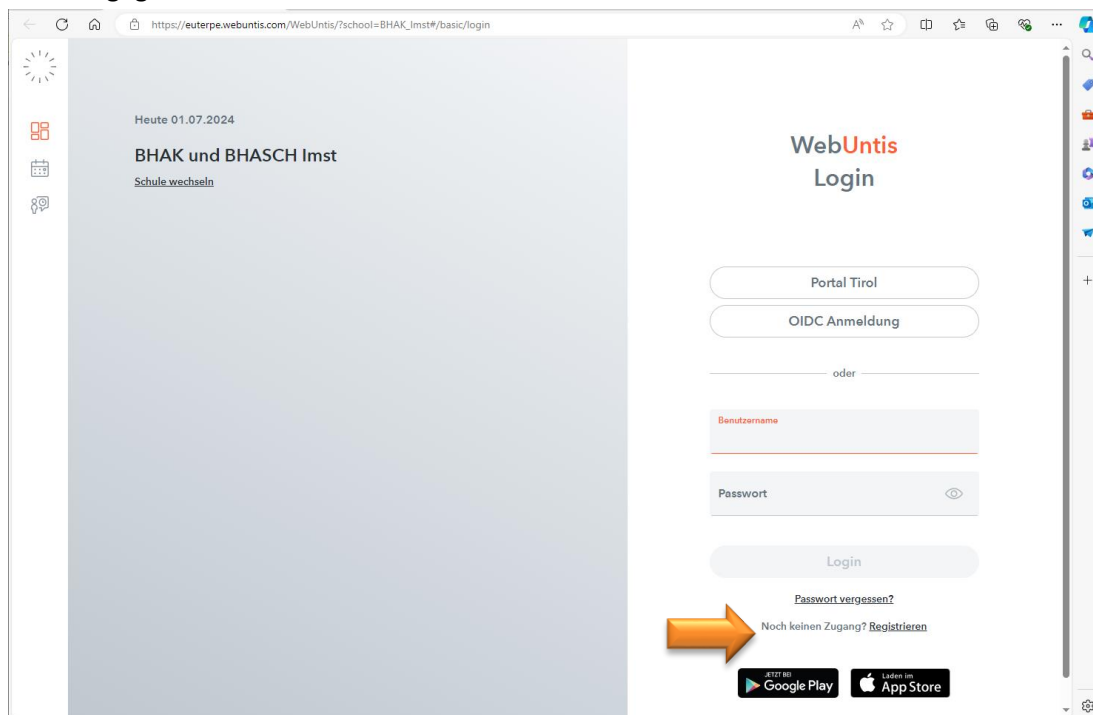 https://euterpe.webuntis.com/WebUntis/?school=BHAK_Imst#/basic/login
Heute 01.07.2024
BHAK und BHASCH Imst
Schule wechseln
WebUntis
Login
Portal Tirol
OIDC Anmeldung
oder
Benutzername
Passwort
Login
Passwort vergessen?
Noch keinen Zugang? Registrieren
JETZT BEI
Google Play
Laden im
App Store